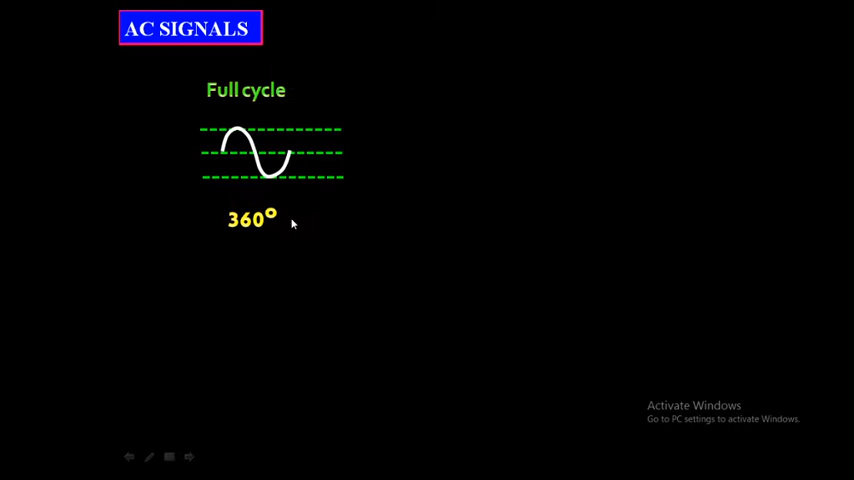 AC SIGNALS
Full cycle
360°
Activate Windows
Go to PC settings to activate Windows.